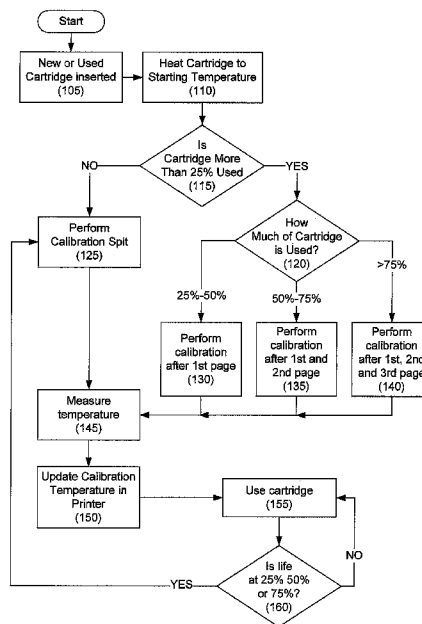 Start
New or Used
Cartridge inserted
(105)
Heat Cartridge to
Starting Temperature
(110)
Is
Cartridge More
Than 25% Used
(115)
NO
YES
Perform
Calibration Spit
(125)
How
Much of Cartridge
is Used?
(120)
25%-50%
50%-75%
>75%
Perform
calibration
after 1st page
(130)
Perform
calibration
after 1st and
2nd page
(135)
Perform
calibration
after 1st, 2nd
and 3rd page
(140)
Measure
temperature
(145)
Update Calibration
Temperature in
Printer
(150)
Use cartridge
(155)
Is life
at 25% 50%
or 75%?
(160)
YES
NO